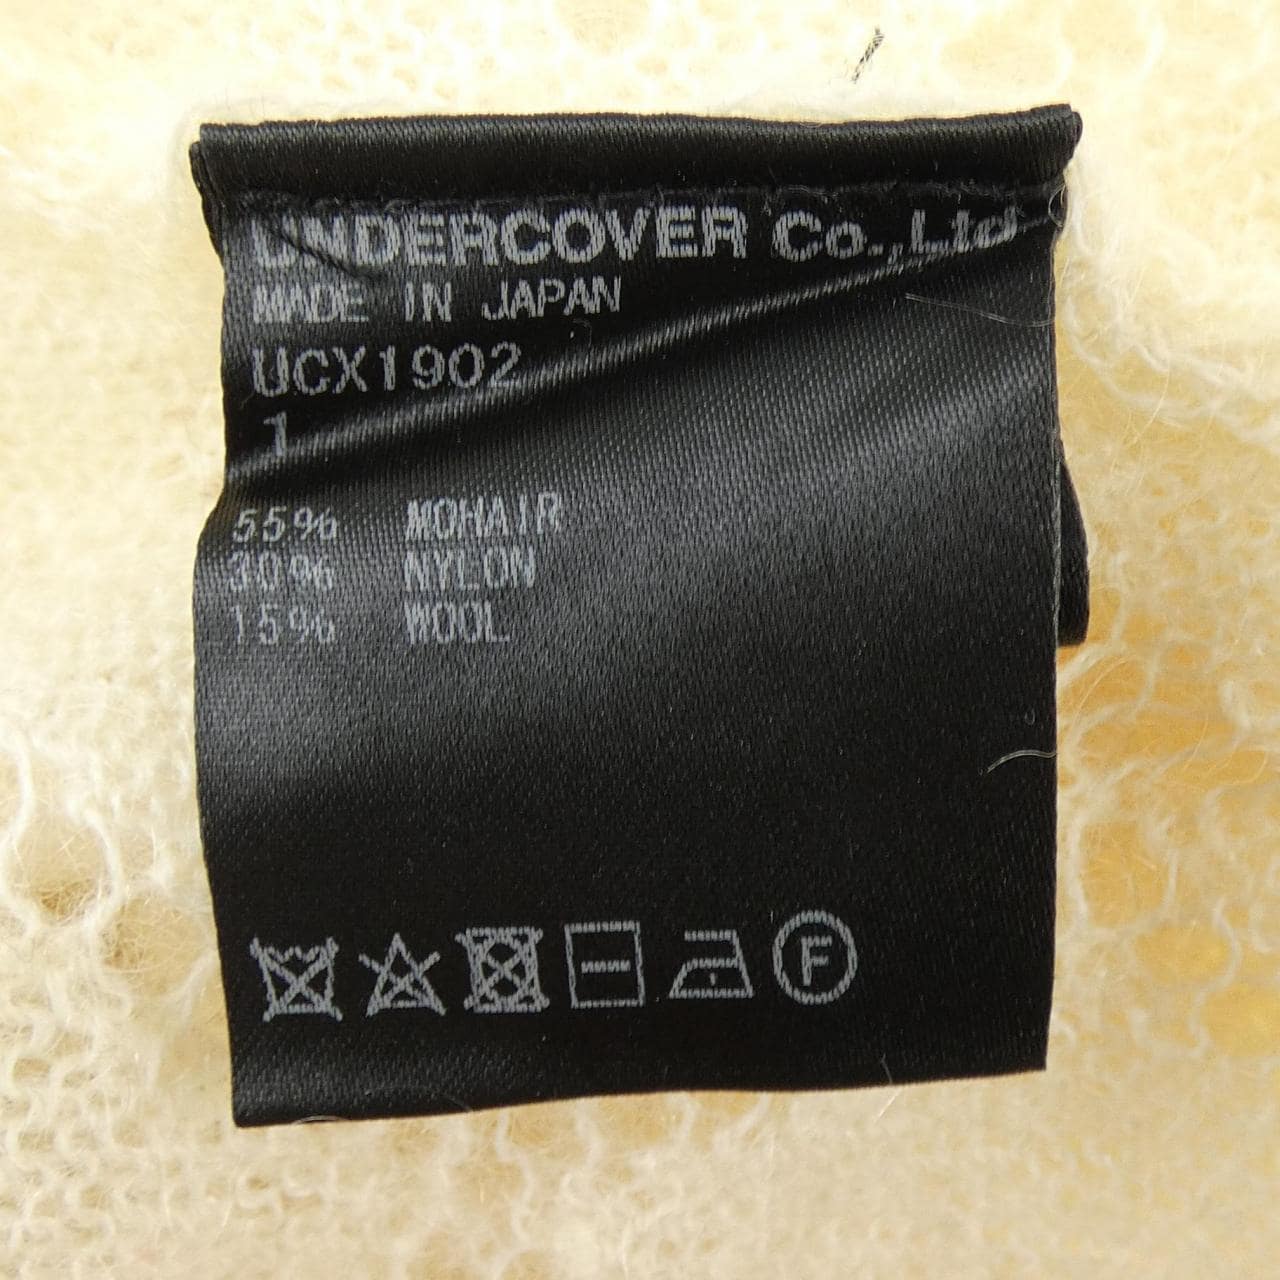 UNDERCOVER Co.,Ltd
MADE IN JAPAN
UCX1902
1
55% MOHAIR
30% NYLON
15% WOOL
F